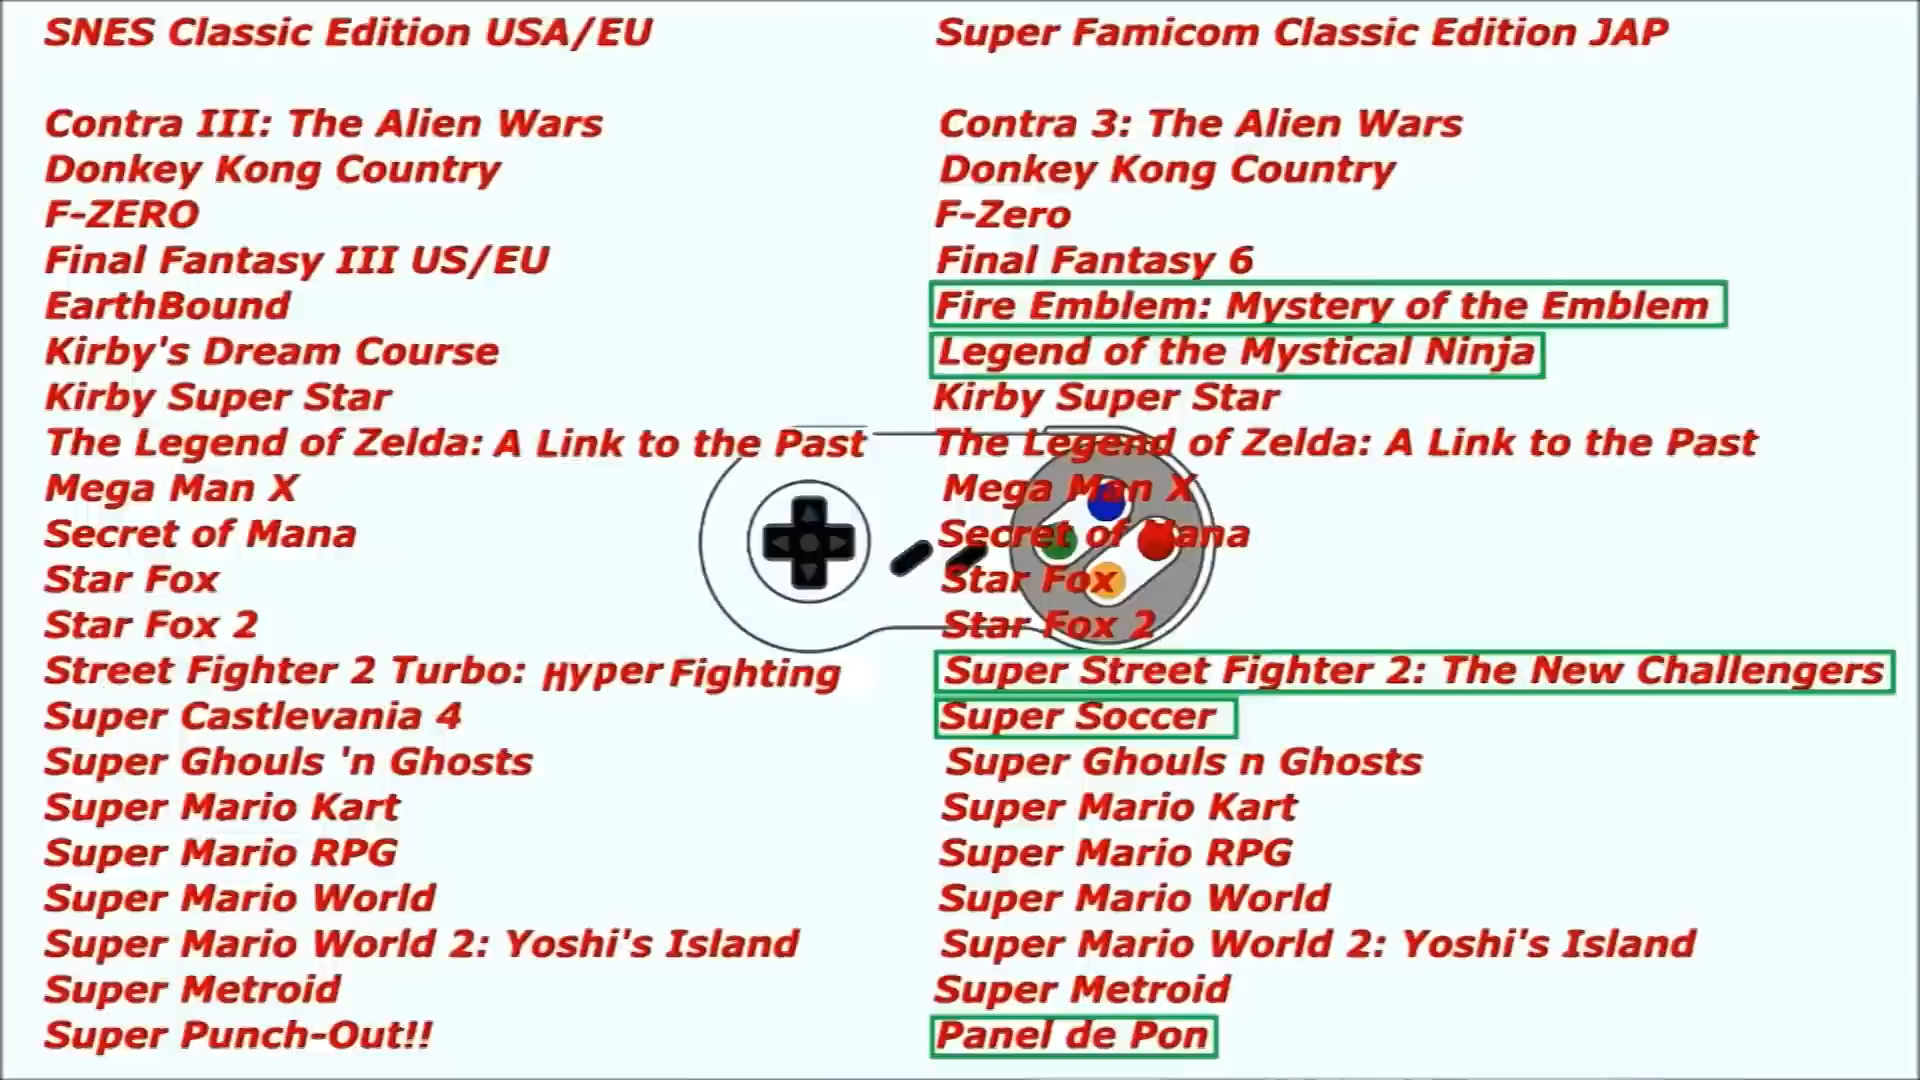 SNES Classic Edition USA/EU
Contra III: The Alien Wars
Donkey Kong Country
F-ZERO
Final Fantasy III US/EU
EarthBound
Kirby's Dream Course
Kirby Super Star
The Legend of Zelda: A Link to the Past
Mega Man X
Secret of Mana
Star Fox
Star Fox 2
Street Fighter 2 Turbo: Hyper Fighting
Super Castlevania 4
Super Ghouls 'n Ghosts
Super Mario Kart
Super Mario RPG
Super Mario World
Super Mario World 2: Yoshi's Island
Super Metroid
Super Punch-Out!!
Super Famicom Classic Edition JAP
Contra 3: The Alien Wars
Donkey Kong Country
F-Zero
Final Fantasy 6
Fire Emblem: Mystery of the Emblem
Legend of the Mystical Ninja
Kirby Super Star
The Legend of Zelda: A Link to the Past
Mega Man X
Secret of Mana
Star Fox
Star Fox 2
Super Street Fighter 2: The New Challengers
Super Soccer
Super Ghouls n Ghosts
Super Mario Kart
Super Mario RPG
Super Mario World
Super Mario World 2: Yoshi's Island
Super Metroid
Panel de Pon